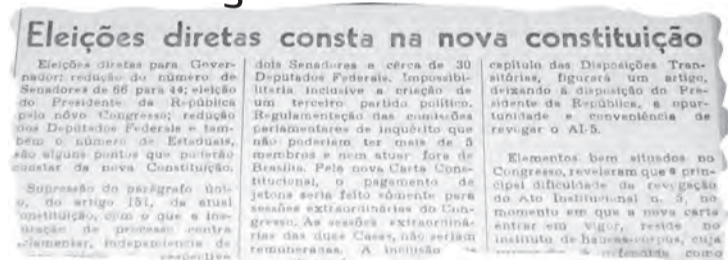 Eleições diretas consta na nova constituição
Eleições diretas para Gover-
nador; redução do número de
Senadores de 66 para 44; eleição
do Presidente da República
pelo nôvo Congresso; redução
dos Deputados Federais e tam-
bém o número de Estaduais,
são alguns pontos que poderão
constar da nova Constituição.
Supressão do parágrafo úni-
o, do artigo 151, da atual
onstituição, com o que a ins-
uração de processo contra
independência de
dois Senadores a cêrca de 30
Deputados Federais. Impossibi-
litaria inclusive a criação de
um terceiro partido político.
Regulamentação das comissões
parlamentares de inquérito que
não poderiam ter mais de 5
membros e nem atuar fora de
Brasília. Pela nova Carta Cons-
titucional, o pagamento de
jetons seria feito sòmente para
sessões extraordinárias do Con-
gresso. As sessões extraordiná-
rias das duas Casas, não seriam
remuneradas. A inclusão
capítulo das Disposições Tran-
sitórias, figurará um artigo,
deixando à disposição do Pre-
sidente da República, a opor-
tunidade e conveniência de
revogar o AI-5.
Elementos bem situados no
Congresso, revelaram que a prin-
cipal dificuldade da revogação
do Ato Institucional n. 5, no
momento em que a nova carta
entrar em vigor, reside no
instituto de habeas-corpus, cuja
como